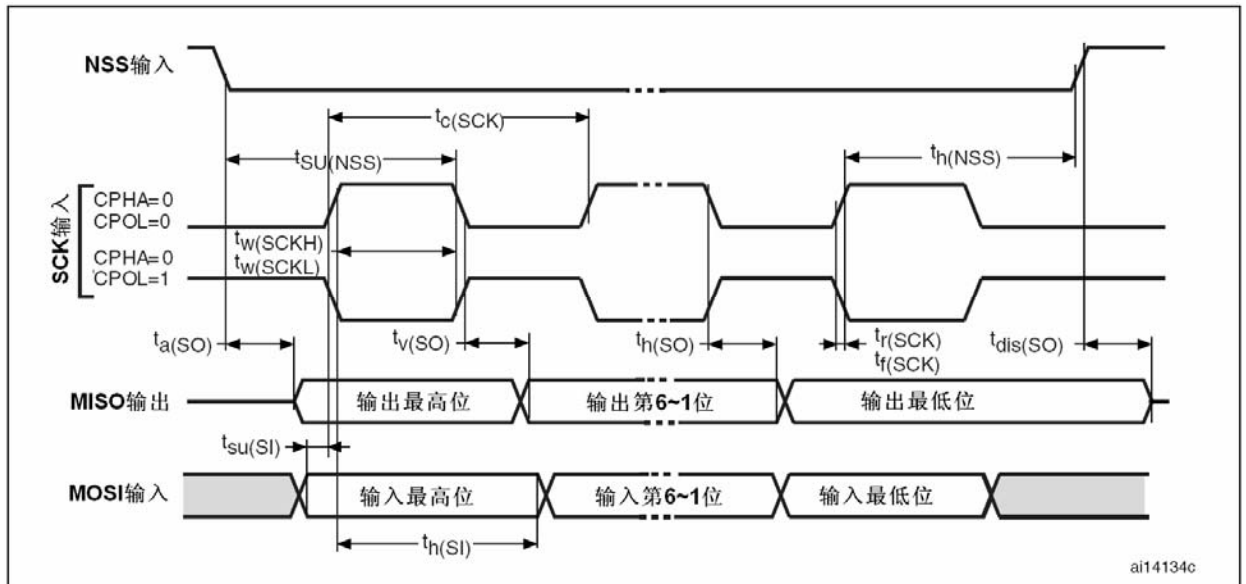 NSS输入
tc(SCK)
tSU(NSS)
th(NSS)
SCK输入
CPHA=0
CPOL=0
tw(SCKH)
CPHA=0
tw(SCKL)
CPOL=1
ta(SO)
tv(SO)
th(SO)
tr(SCK)
tf(SCK)
tdis(SO)
MISO输出
输出最高位
输出第6~1位
输出最低位
tsu(SI)
MOSI输入
输入最高位
输入第6~1位
输入最低位
th(SI)
ai14134c